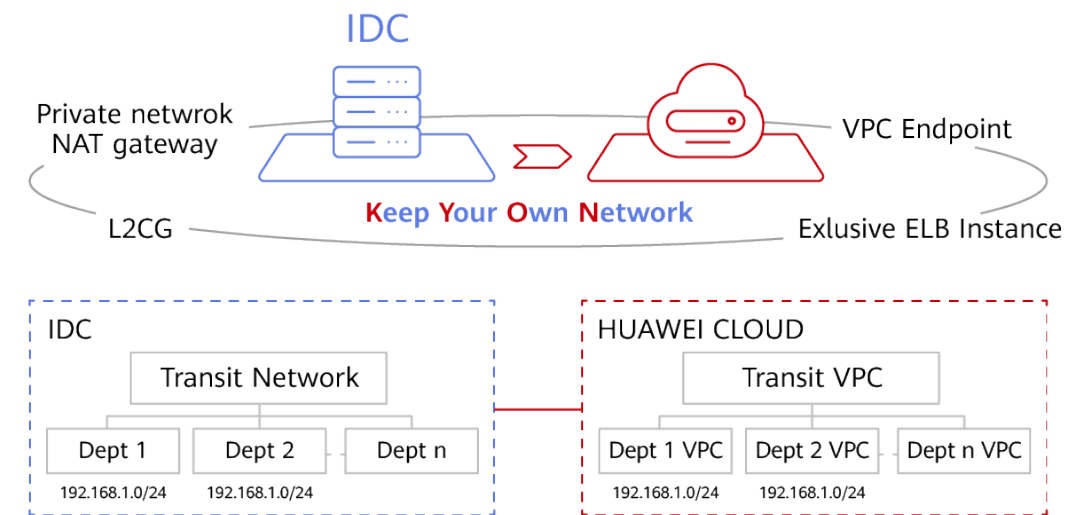 IDC
Private netwrok
NAT gateway
VPC Endpoint
Keep Your Own Network
L2CG
Exlusive ELB Instance
IDC
Transit Network
Dept 1
Dept 2
Dept n
192.168.1.0/24
192.168.1.0/24
HUAWEI CLOUD
Transit VPC
Dept 1 VPC
Dept 2 VPC
Dept n VPC
192.168.1.0/24
192.168.1.0/24